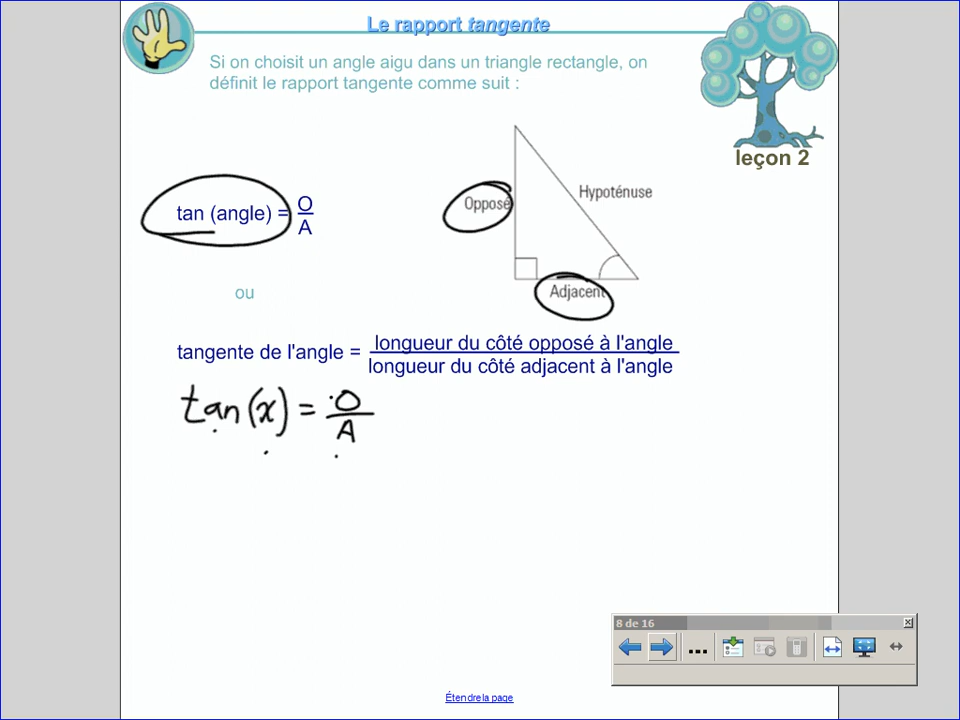 Le rapport tangente
Si on choisit un angle aigu dans un triangle rectangle, on
définit le rapport tangente comme suit :
leçon 2
tan (angle) = O
A
Opposé
Hypoténuse
Adjacent
ou
tangente de l'angle = longueur du côté opposé à l'angle
longueur du côté adjacent à l'angle
tan (x) = O
A
8 de 16
...
Étendre la page